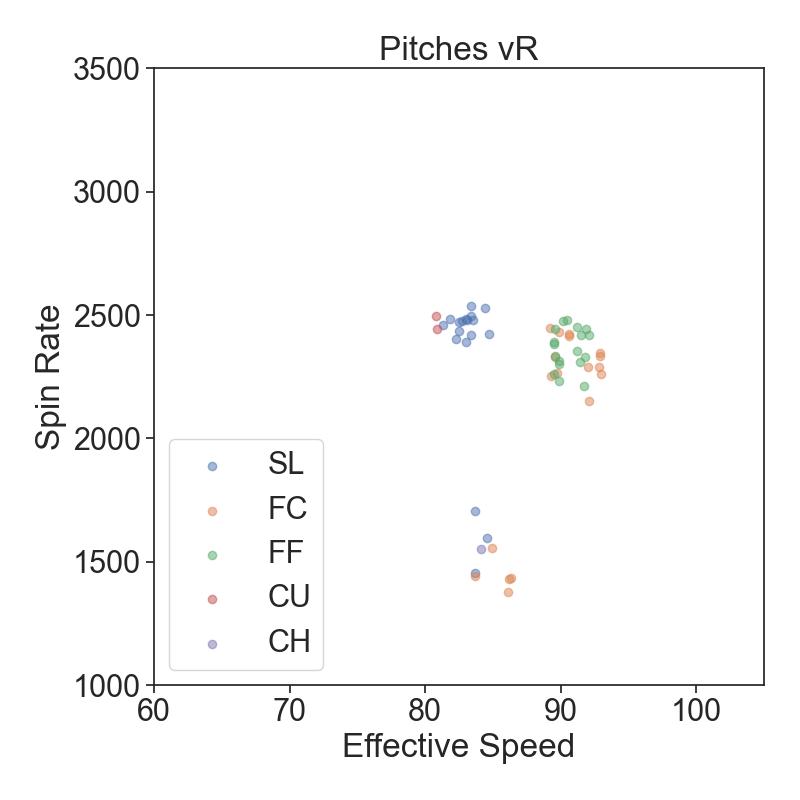 Pitches vR
3500
3000
2500
2000
1500
1000
Spin Rate
SL
FC
FF
CU
CH
60 70 80 90 100
Effective Speed